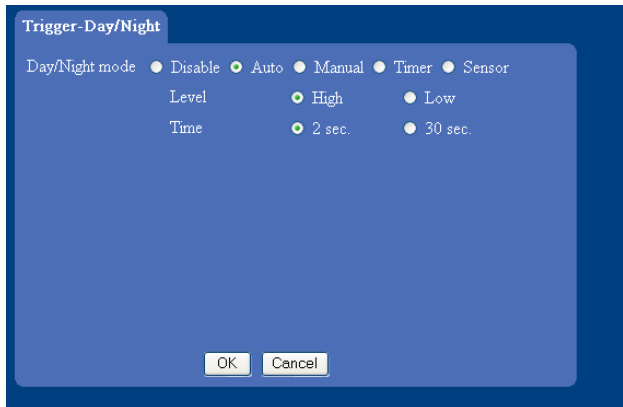 Trigger-Day/Night
Day/Night mode Disable Auto Manual Timer Sensor
Level High Low
Time 2 sec. 30 sec.
OK Cancel